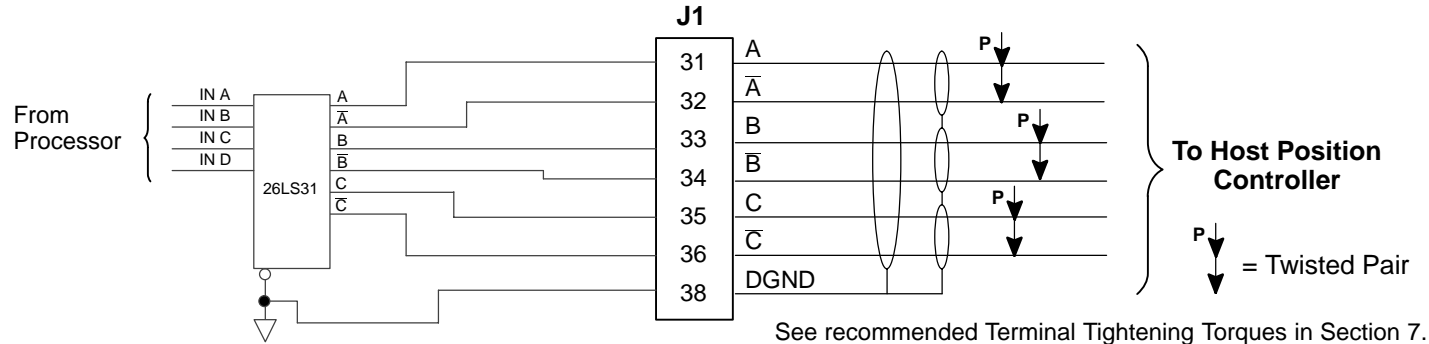 J1
From
Processor
IN A
IN B
IN C
IN D
26LS31
A
A̅
B
B̅
C
C̅
31
32
33
34
35
36
38
A
A̅
B
B̅
C
C̅
DGND
P
P
P
To Host Position
Controller
P
= Twisted Pair
See recommended Terminal Tightening Torques in Section 7.